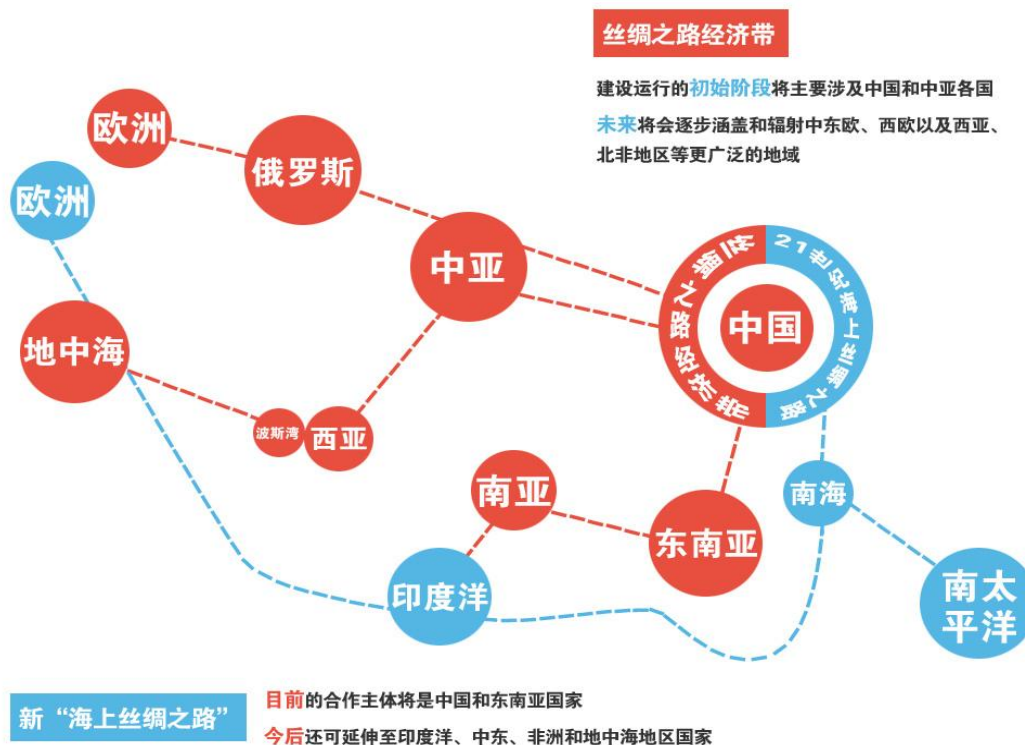 丝绸之路经济带
建设运行的初始阶段将主要涉及中国和中亚各国
未来将会逐步涵盖和辐射中东欧、西欧以及西亚、
北非地区等更广泛的地域
欧洲
俄罗斯
欧洲
中亚
丝绸之路经济带
21世纪海上丝绸之路
中国
地中海
波斯湾
西亚
南亚
南海
东南亚
印度洋
南太
平洋
新“海上丝绸之路”
目前的合作主体将是中国和东南亚国家
今后还可延伸至印度洋、中东、非洲和地中海地区国家